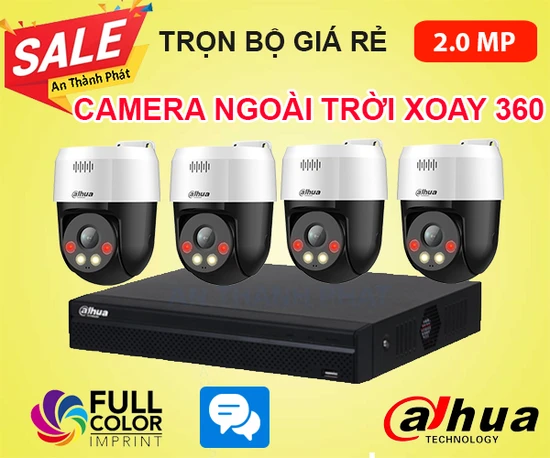 SALE
An Thành Phát
TRỌN BỘ GIÁ RẺ
2.0 MP
CAMERA NGOÀI TRỜI XOAY 360
alhua
alhua
alhua
alhua
alhua
FULL
COLOR
IMPRINT
alhua
TECHNOLOGY